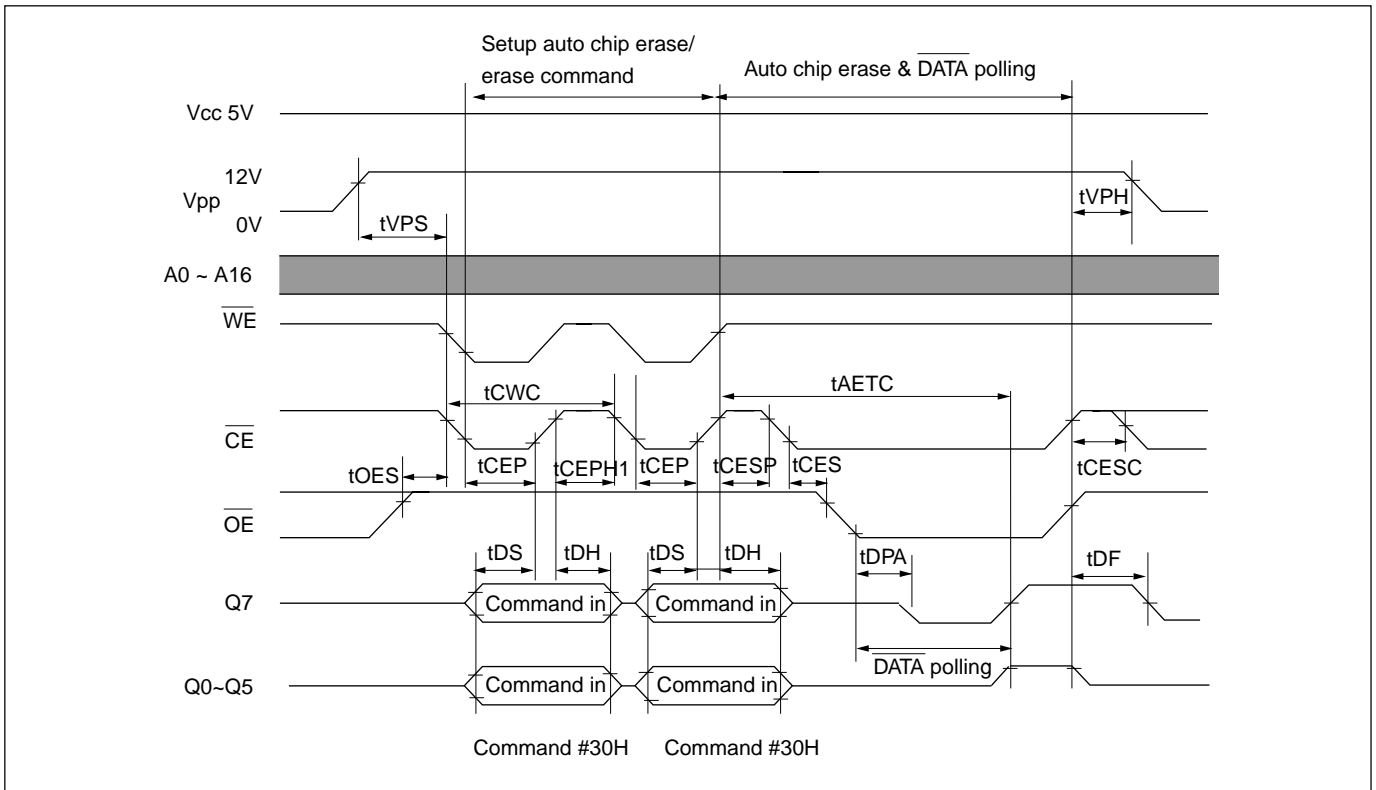 Setup auto chip erase/
erase command
Auto chip erase & DATA polling
Vcc 5V
12V
Vpp
0V
tVPS
tVPH
A0 ~ A16
WE
tCWC
tAETC
CE
tOES
tCEP
tCEPH1
tCEP
tCESP
tCES
tCESC
OE
tDS
tDH
tDS
tDH
tDPA
tDF
Q7
Command in
Command in
DATA polling
Q0~Q5
Command in
Command in
Command #30H
Command #30H